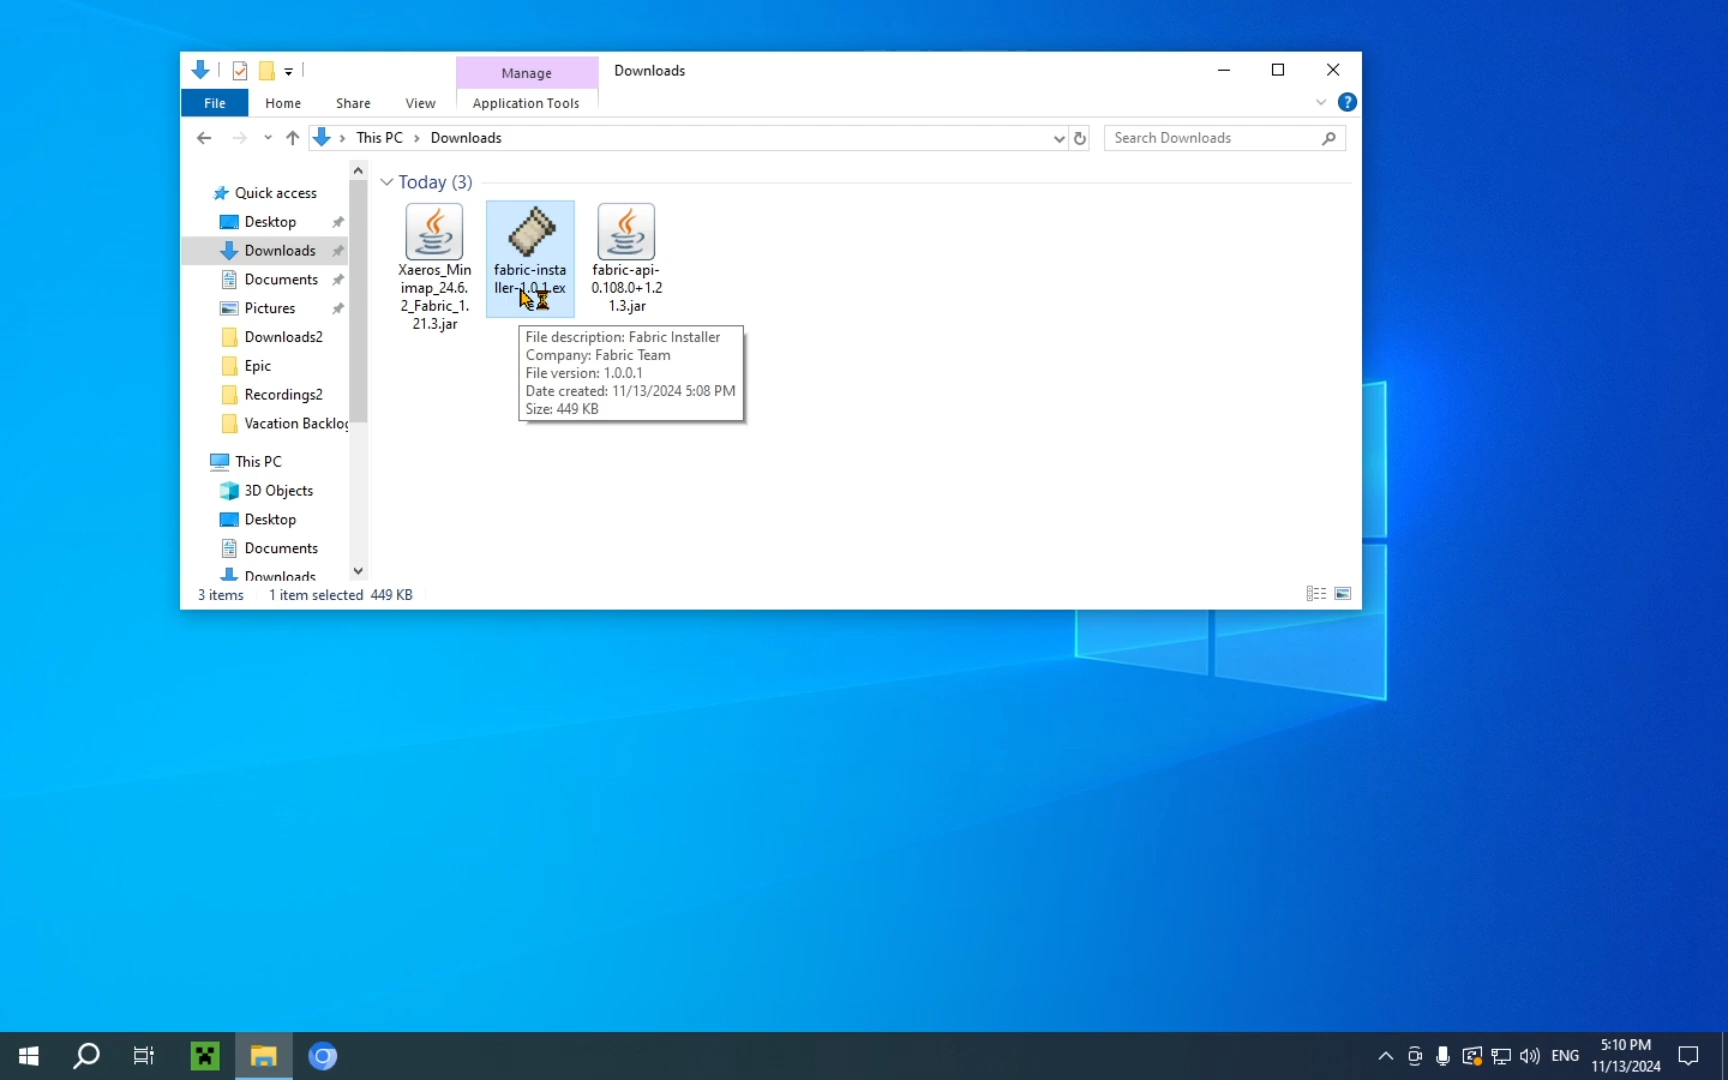 Manage
Downloads
File
Home
Share
View
Application Tools
This PC
Downloads
Search Downloads
Quick access
Desktop
Downloads
Documents
Pictures
Downloads2
Epic
Recordings2
Vacation Backlog
This PC
3D Objects
Desktop
Documents
Downloads
Today (3)
Xaeros_Min
imap_24.6.
2_Fabric_1.
21.3.jar
fabric-insta
ller-1.0.1.ex
e
fabric-api-
0.108.0+1.2
1.3.jar
File description: Fabric Installer
Company: Fabric Team
File version: 1.0.0.1
Date created: 11/13/2024 5:08 PM
Size: 449 KB
3 items
1 item selected 449 KB
ENG
5:10 PM
11/13/2024